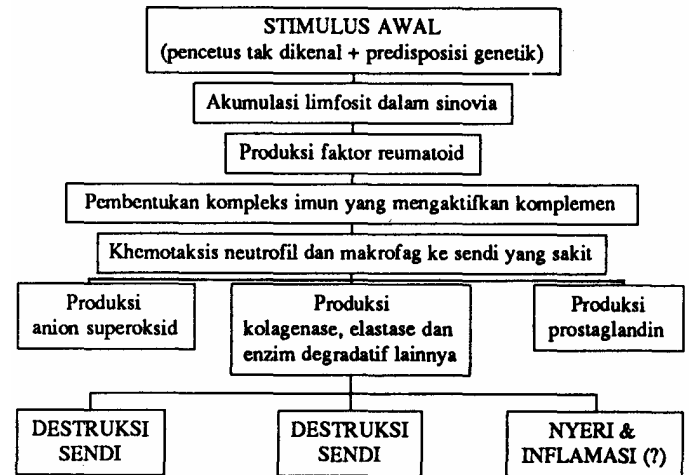 STIMULUS AWAL
(pencetus tak dikenal + predisposisi genetik)
Akumulasi limfosit dalam sinovia
Produksi faktor reumatoid
Pembentukan kompleks imun yang mengaktifkan komplemen
Khemotaksis neutrofil dan makrofag ke sendi yang sakit
Produksi
anion superoksid
Produksi
kolagenase, elastase dan
enzim degradatif lainnya
Produksi
prostaglandin
DESTRUKSI
SENDI
DESTRUKSI
SENDI
NYERI &
INFLAMASI (?)